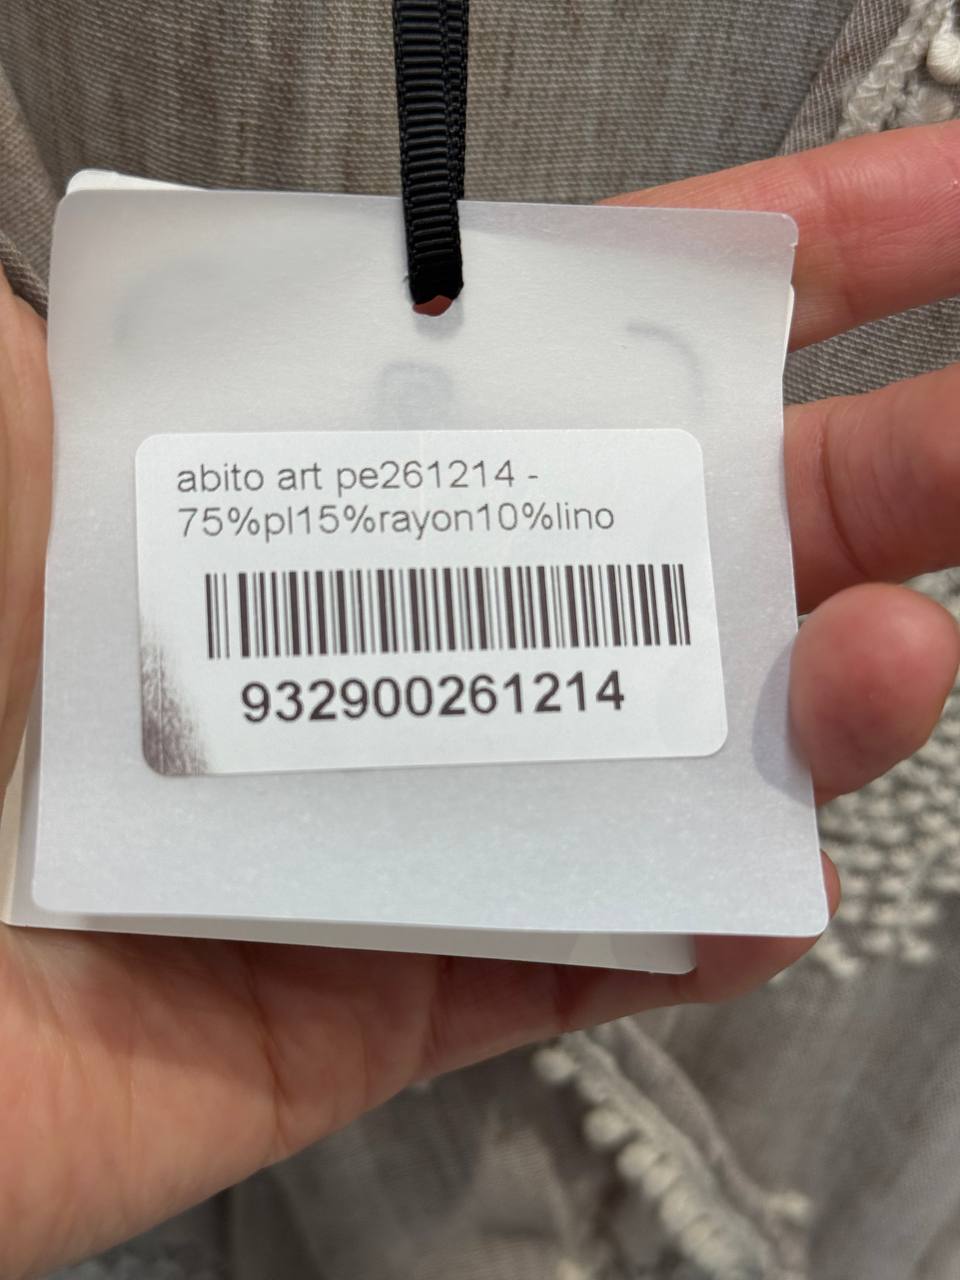 abito art pe261214 -
75%pl15%rayon10%lino
932900261214